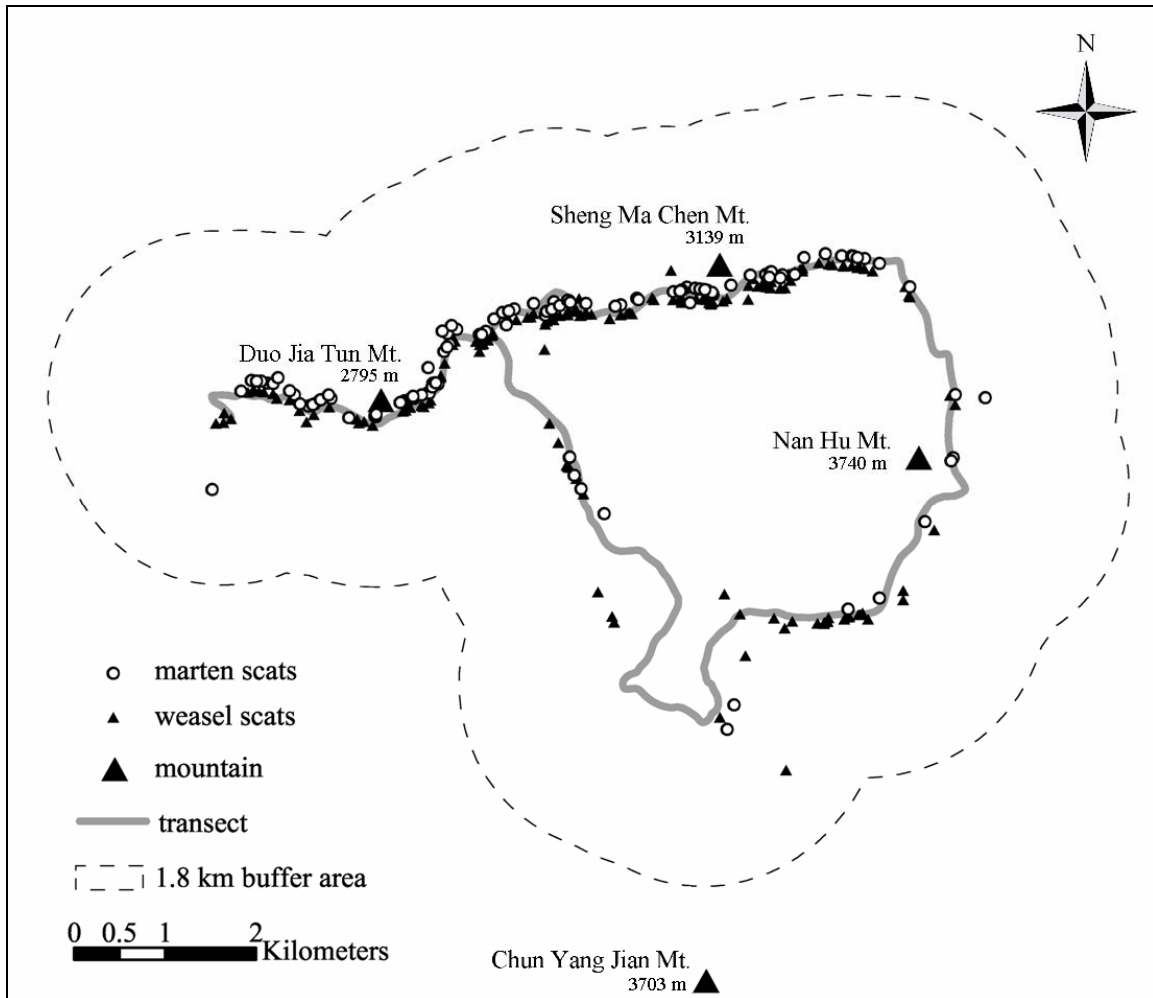 N
Sheng Ma Chen Mt.
3139 m
Duo Jia Tun Mt.
2795 m
Nan Hu Mt.
3740 m
marten scats
weasel scats
mountain
transect
1.8 km buffer area
0 0.5 1 2
Kilometers
Chun Yang Jian Mt.
3703 m